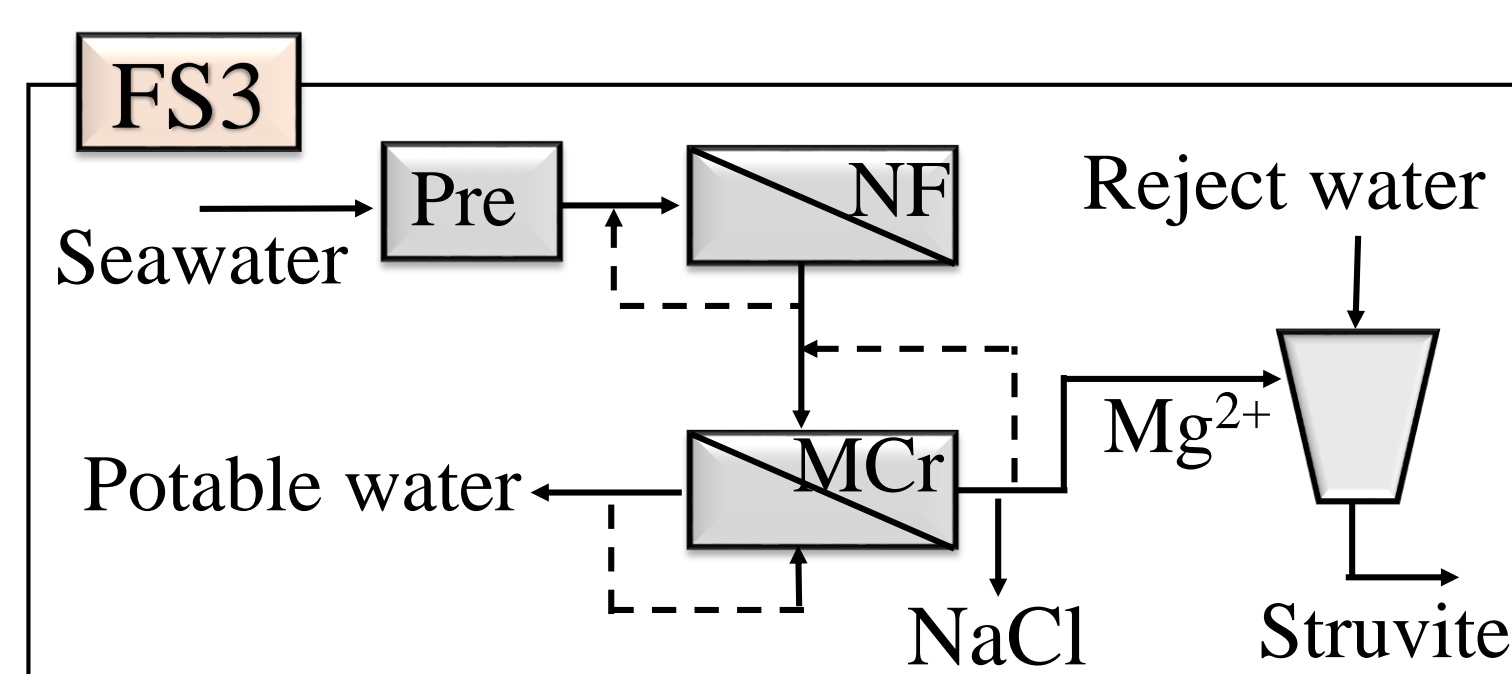 FS3
Pre
NF
Reject water
Seawater
Mg²⁺
Potable water
MCr
NaCl
Struvite